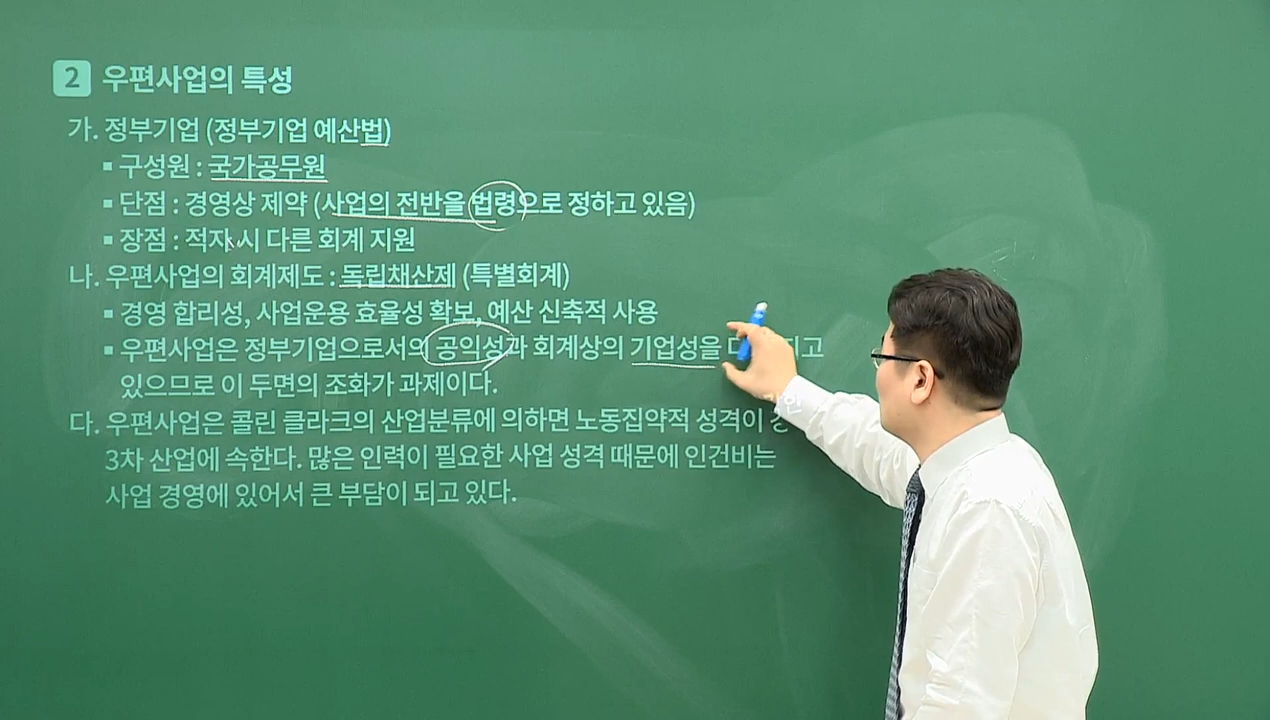 2 우편사업의 특성
가. 정부기업 (정부기업 예산법)
▪ 구성원 : 국가공무원
▪ 단점 : 경영상 제약 (사업의 전반을 법령으로 정하고 있음)
▪ 장점 : 적자 시 다른 회계 지원
나. 우편사업의 회계제도 : 독립채산제 (특별회계)
▪ 경영 합리성, 사업운용 효율성 확보, 예산 신축적 사용
▪ 우편사업은 정부기업으로서의 공익성과 회계상의 기업성을
있으므로 이 두면의 조화가 과제이다.
다. 우편사업은 콜린 클라크의 산업분류에 의하면 노동집약적 성격이
3차 산업에 속한다. 많은 인력이 필요한 사업 성격 때문에 인건비는
사업 경영에 있어서 큰 부담이 되고 있다.